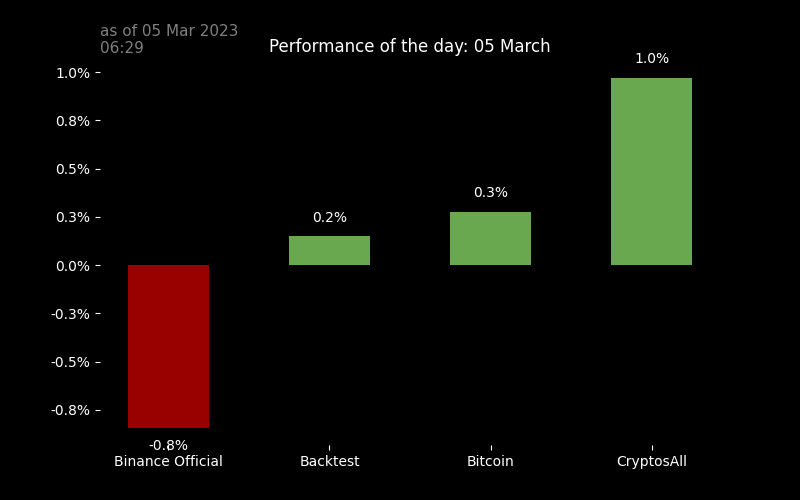 as of 05 Mar 2023
06:29
Performance of the day: 05 March
1.0%
1.0%
0.8%
0.5%
0.3%
0.3%
0.2%
0.0%
-0.3%
-0.5%
-0.8%
-0.8%
Binance Official
Backtest
Bitcoin
CryptosAll